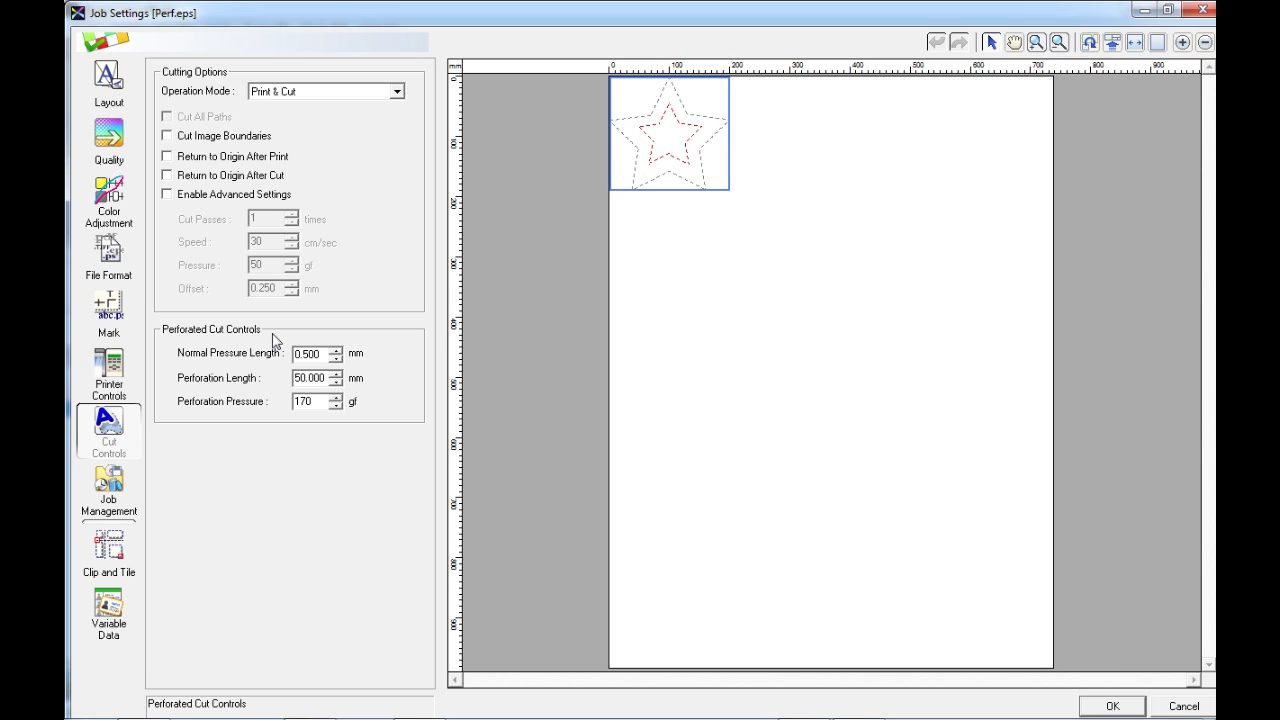 Job Settings [Perf.eps]
Layout
Quality
Color
Adjustment
File Format
Mark
Printer
Controls
Cut
Controls
Job
Management
Clip and Tile
Variable
Data
Cutting Options
Operation Mode : Print & Cut
Cut All Paths
Cut Image Boundaries
Return to Origin After Print
Return to Origin After Cut
Enable Advanced Settings
Cut Passes : 1 times
Speed : 30 cm/sec
Pressure : 50 gf
Offset : 0.250 mm
Perforated Cut Controls
Normal Pressure Length : 0.500 mm
Perforation Length : 50.000 mm
Perforation Pressure : 170 gf
mm 0 100 200 300 400 500 600 700 800 900
Perforated Cut Controls
OK Cancel